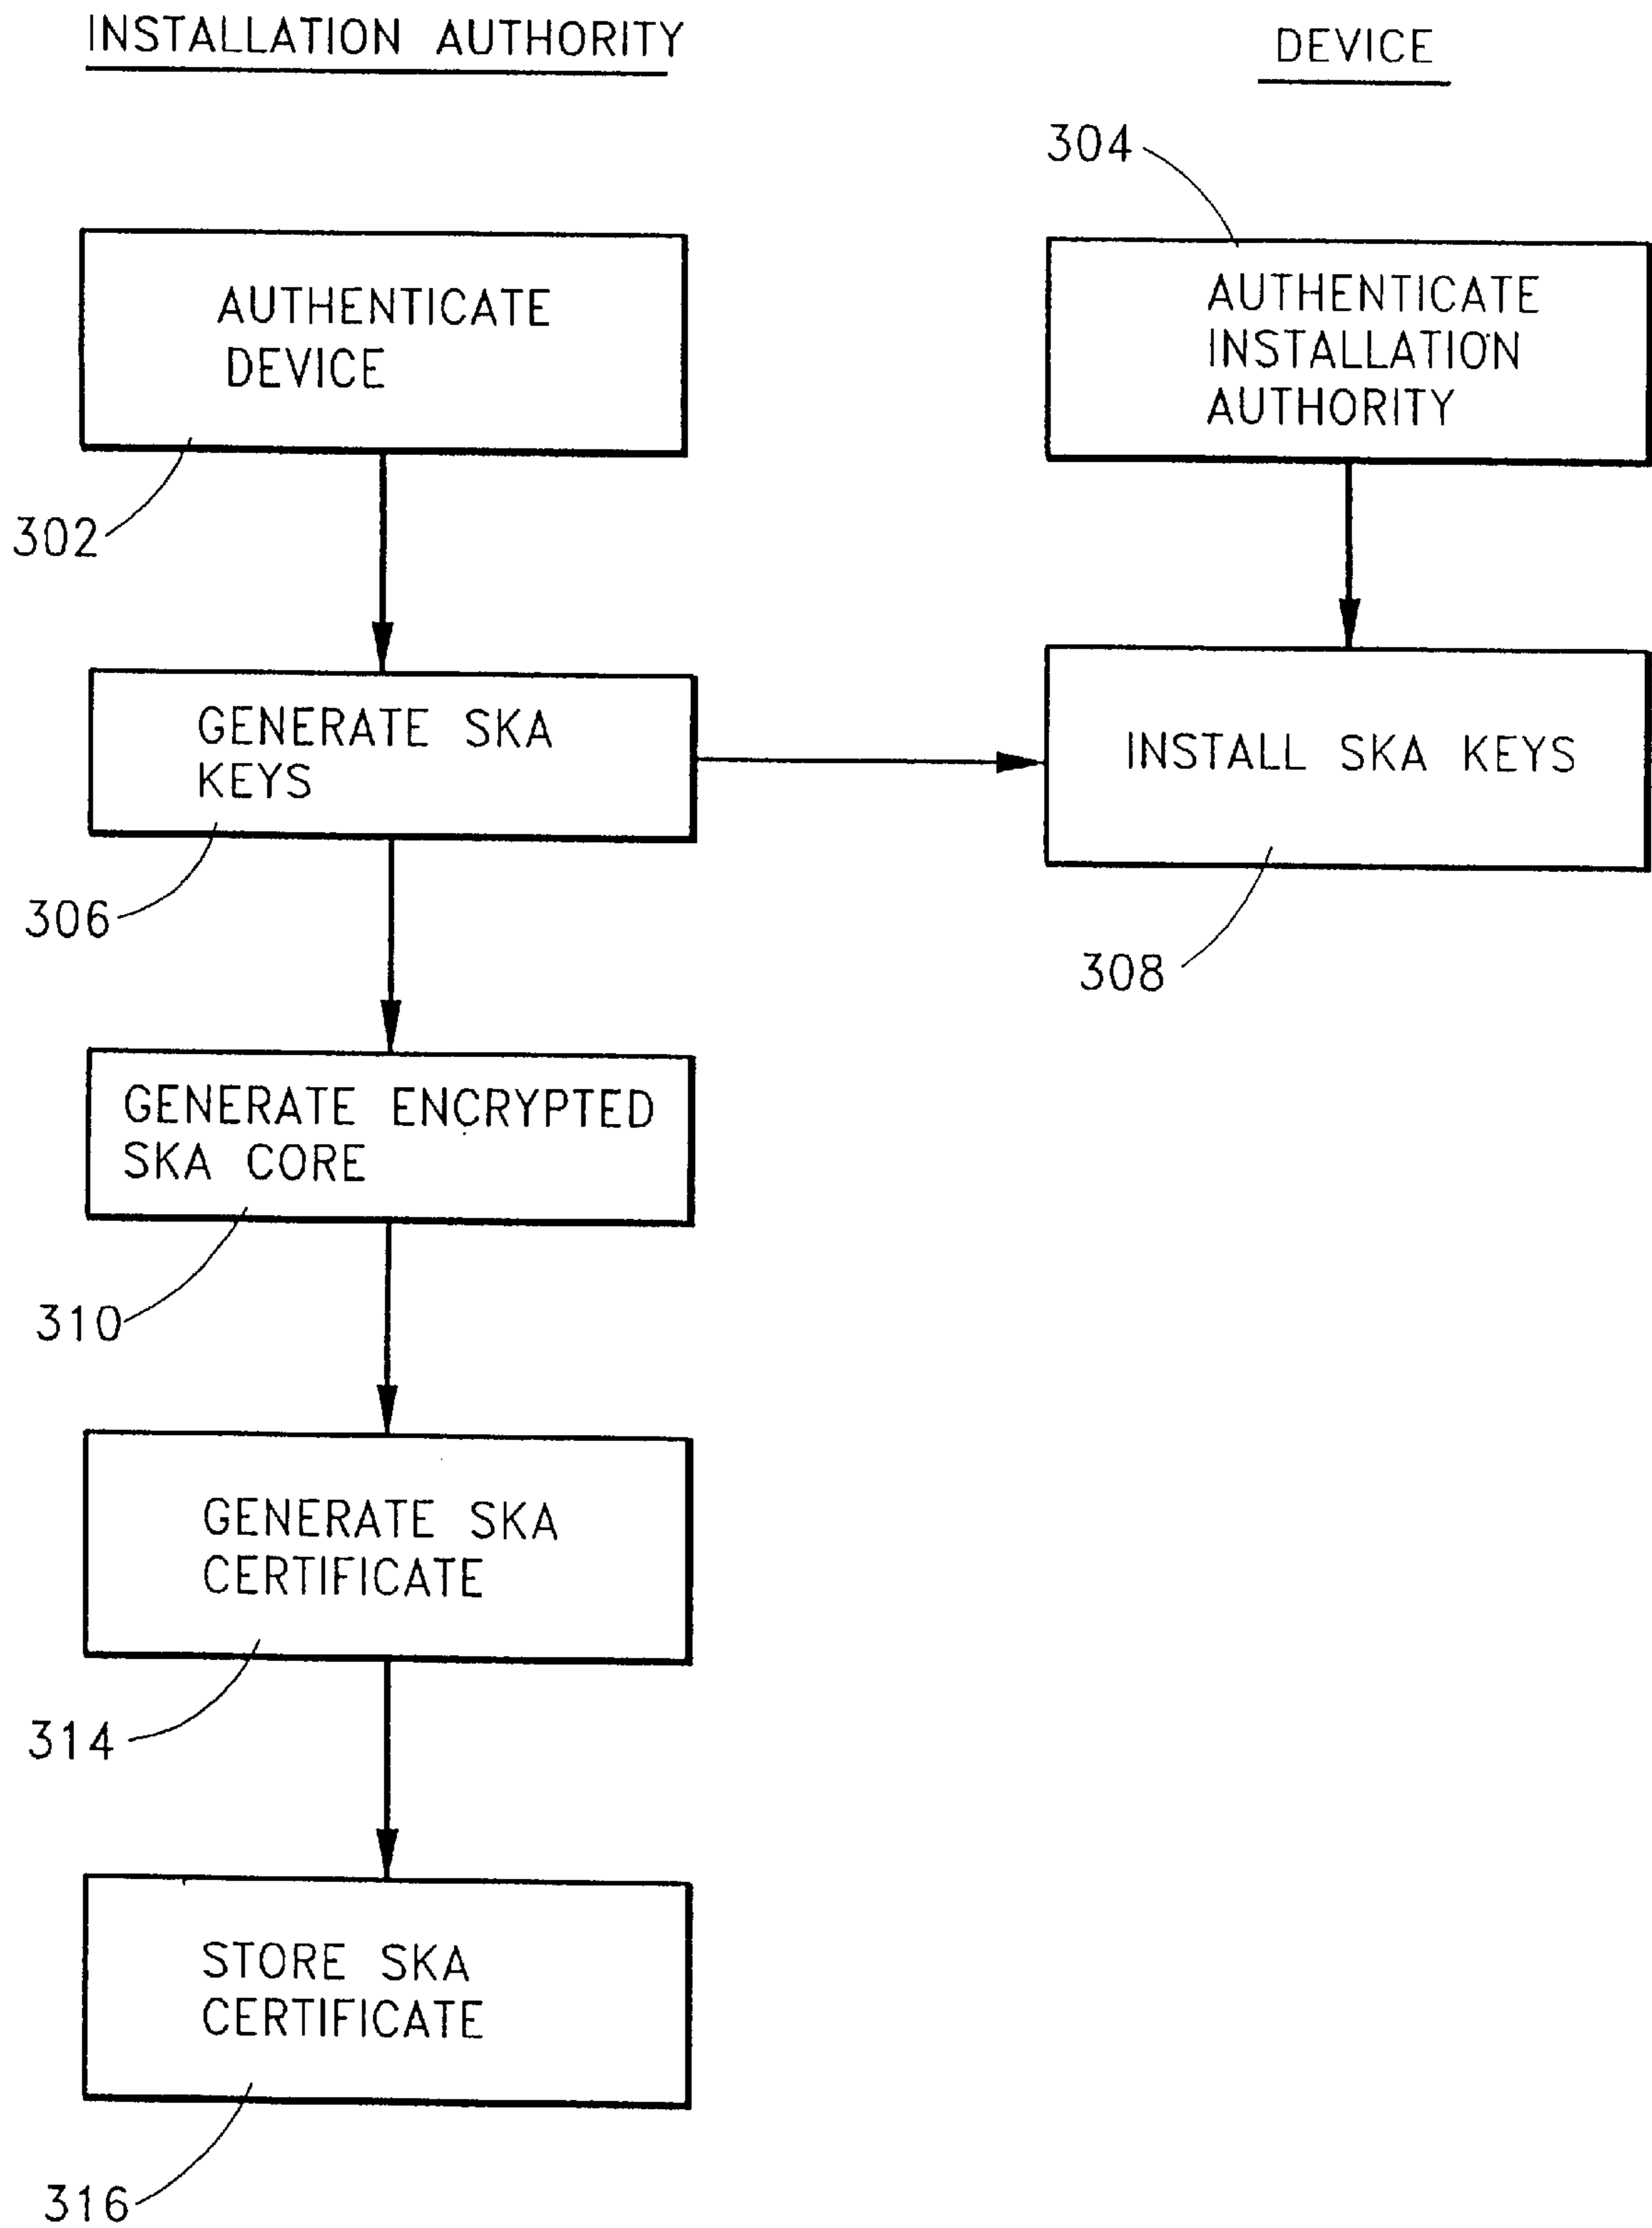 INSTALLATION AUTHORITY
DEVICE
304
AUTHENTICATE
DEVICE
302
AUTHENTICATE
INSTALLATION
AUTHORITY
GENERATE SKA
KEYS
306
INSTALL SKA KEYS
308
GENERATE ENCRYPTED
SKA CORE
310
GENERATE SKA
CERTIFICATE
314
STORE SKA
CERTIFICATE
316